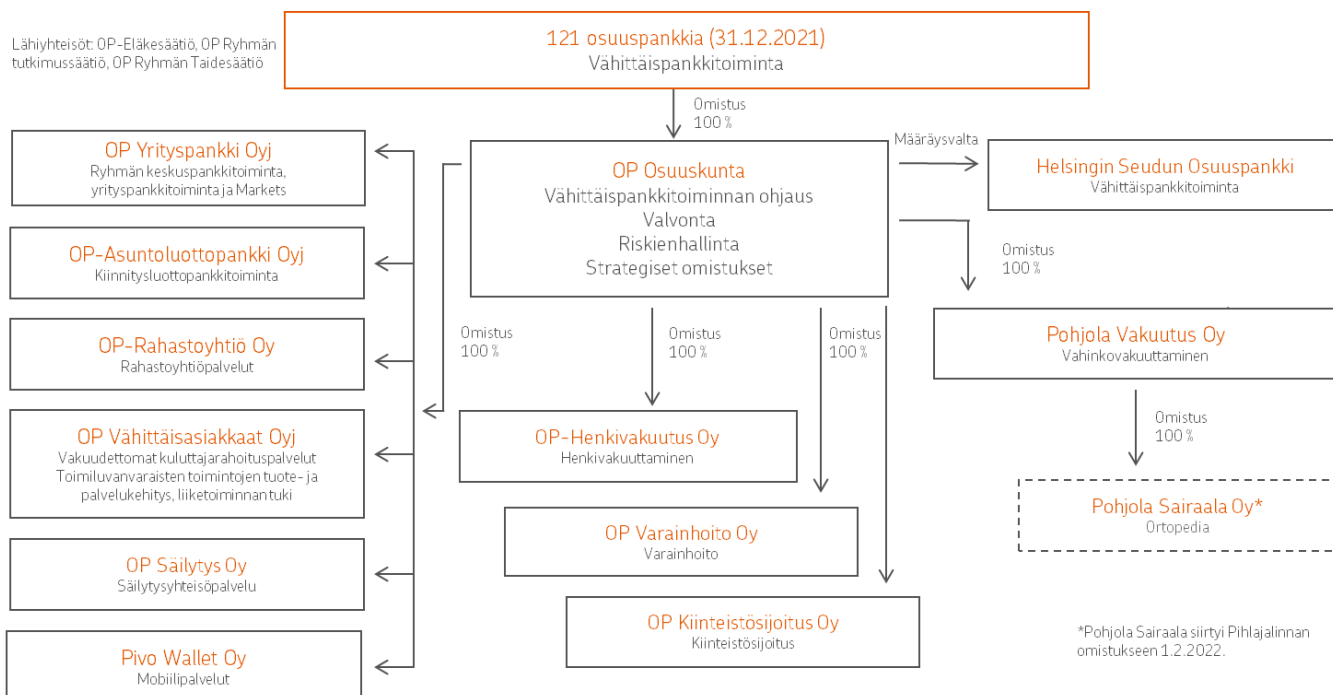 Lähiyhteisöt: OP-Eläkesäätiö, OP Ryhmän
tutkimussäätiö, OP Ryhmän Taidesäätiö
121 osuuspankkia (31.12.2021)
Vähittäispankkitoiminta
Omistus
100 %
OP Yrityspankki Oyj
Ryhmän keskuspankkitoiminta,
yrityspankkitoiminta ja Markets
OP-Asuntoluottopankki Oyj
Kiinnitysluottopankkitoiminta
OP-Rahastoyhtiö Oy
Rahastoyhtiöpalvelut
OP Vähittäisasiakkaat Oyj
Vakuudettomat kuluttajarahoituspalvelut
Toimiluvanvaraisten toimintojen tuote- ja
palvelukehitys, liiketoiminnan tuki
OP Säilytys Oy
Säilytysyhteisöpalvelu
Pivo Wallet Oy
Mobiilipalvelut
OP Osuuskunta
Vähittäispankkitoiminnan ohjaus
Valvonta
Riskienhallinta
Strategiset omistukset
Omistus
100 %
Omistus
100 %
Omistus
100 %
OP-Henkivakuutus Oy
Henkivakuuttaminen
OP Varainhoito Oy
Varainhoito
OP Kiinteistösijoitus Oy
Kiinteistösijoitus
Määräysvalta
Helsingin Seudun Osuuspankki
Vähittäispankkitoiminta
Omistus
100 %
Pohjola Vakuutus Oy
Vahinkovakuuttaminen
Omistus
100 %
Pohjola Sairaala Oy*
Ortopedia
*Pohjola Sairaala siirtyi Pihlajalinnan
omistukseen 1.2.2022.